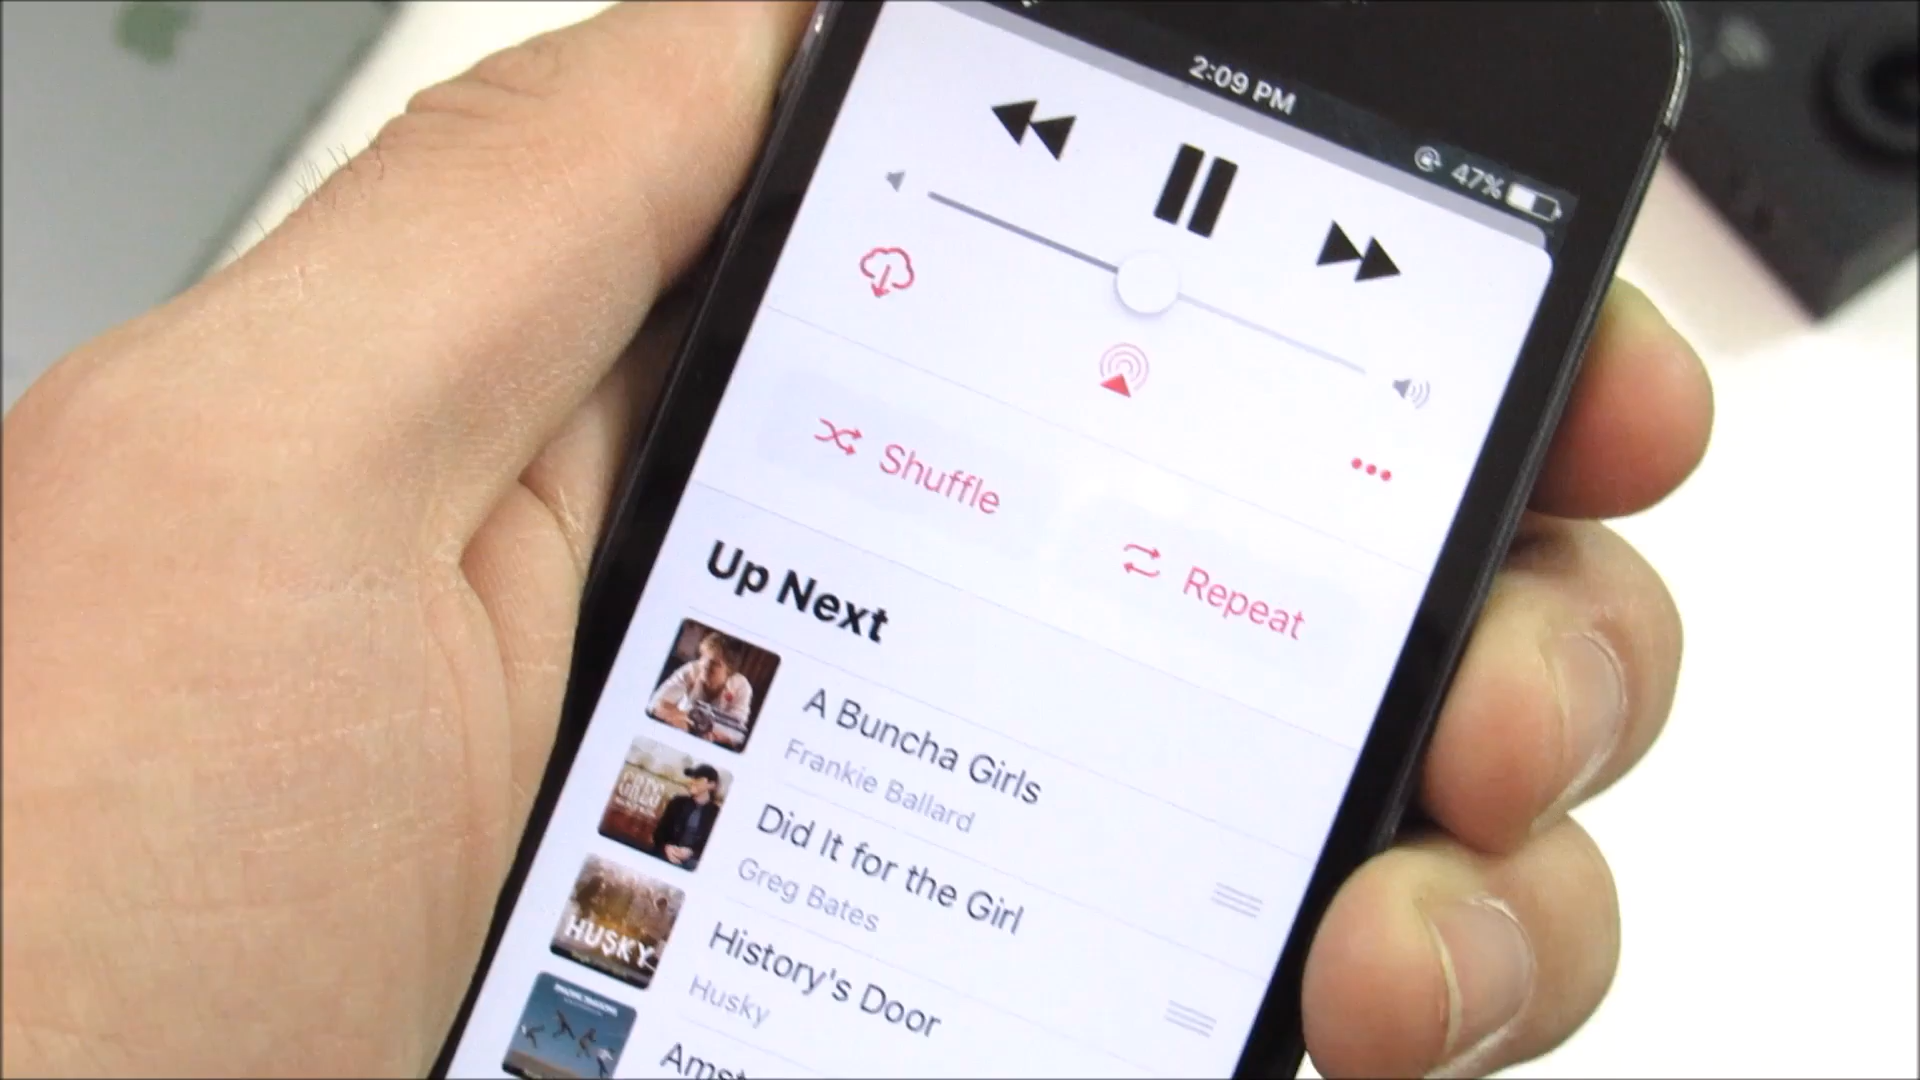 2:09 PM
47%
Shuffle
Repeat
Up Next
A Buncha Girls
Frankie Ballard
Did It for the Girl
GREG
Greg Bates
History's Door
HUSKY
Husky
Amst